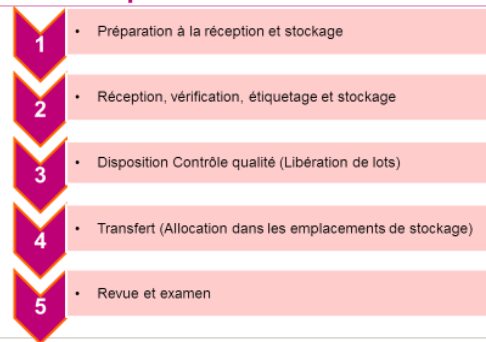 1 • Préparation à la réception et stockage
2 • Réception, vérification, étiquetage et stockage
3 • Disposition Contrôle qualité (Libération de lots)
4 • Transfert (Allocation dans les emplacements de stockage)
5 • Revue et examen